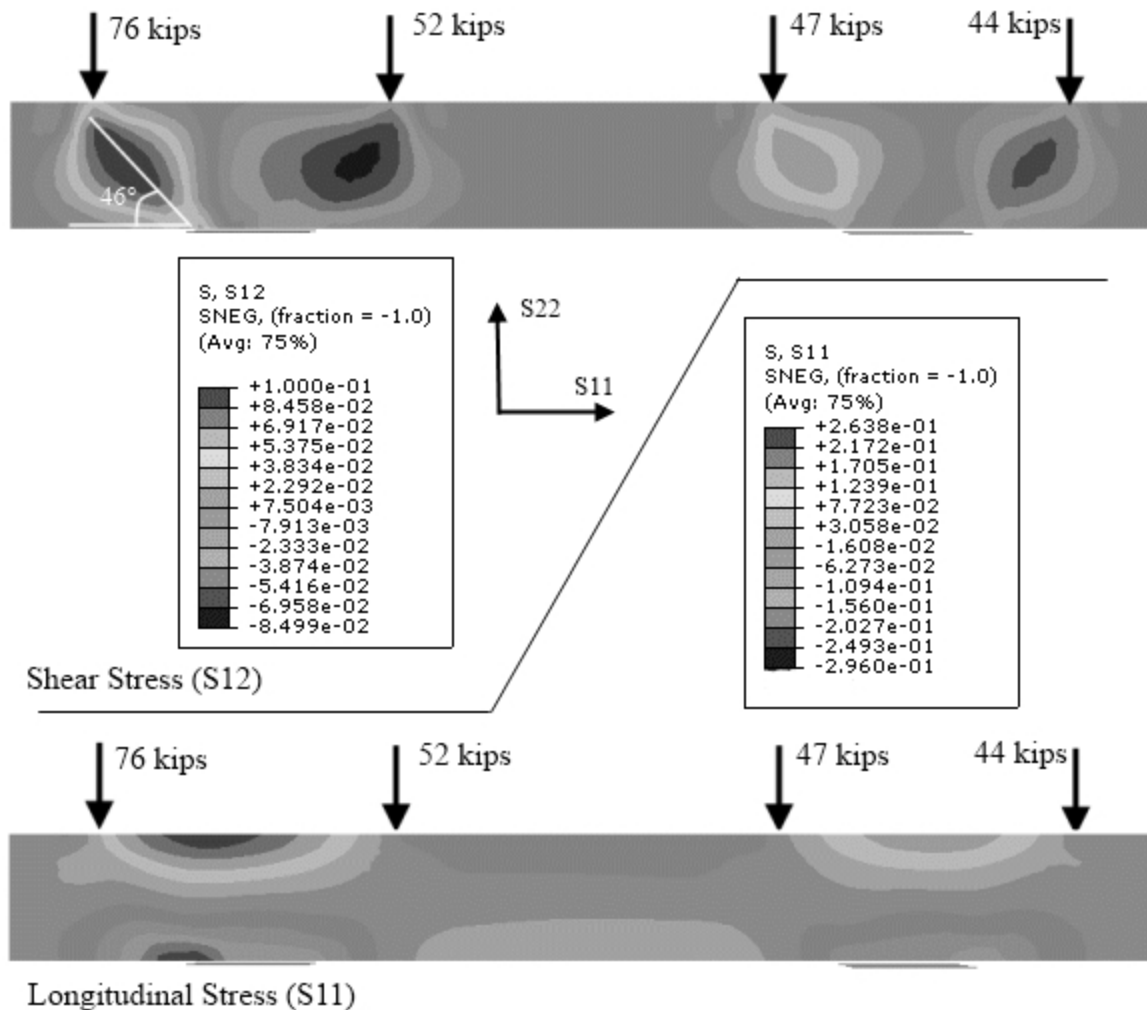 76 kips
52 kips
47 kips
44 kips
46°
S, S12
SNEG, (fraction = -1.0)
(Avg: 75%)
+1.000e-01
+8.458e-02
+6.917e-02
+5.375e-02
+3.834e-02
+2.292e-02
+7.504e-03
-7.913e-03
-2.333e-02
-3.874e-02
-5.416e-02
-6.958e-02
-8.499e-02
S22
S11
S, S11
SNEG, (fraction = -1.0)
(Avg: 75%)
+2.638e-01
+2.172e-01
+1.705e-01
+1.239e-01
+7.723e-02
+3.058e-02
-1.608e-02
-6.273e-02
-1.094e-01
-1.560e-01
-2.027e-01
-2.493e-01
-2.960e-01
Shear Stress (S12)
76 kips
52 kips
47 kips
44 kips
Longitudinal Stress (S11)